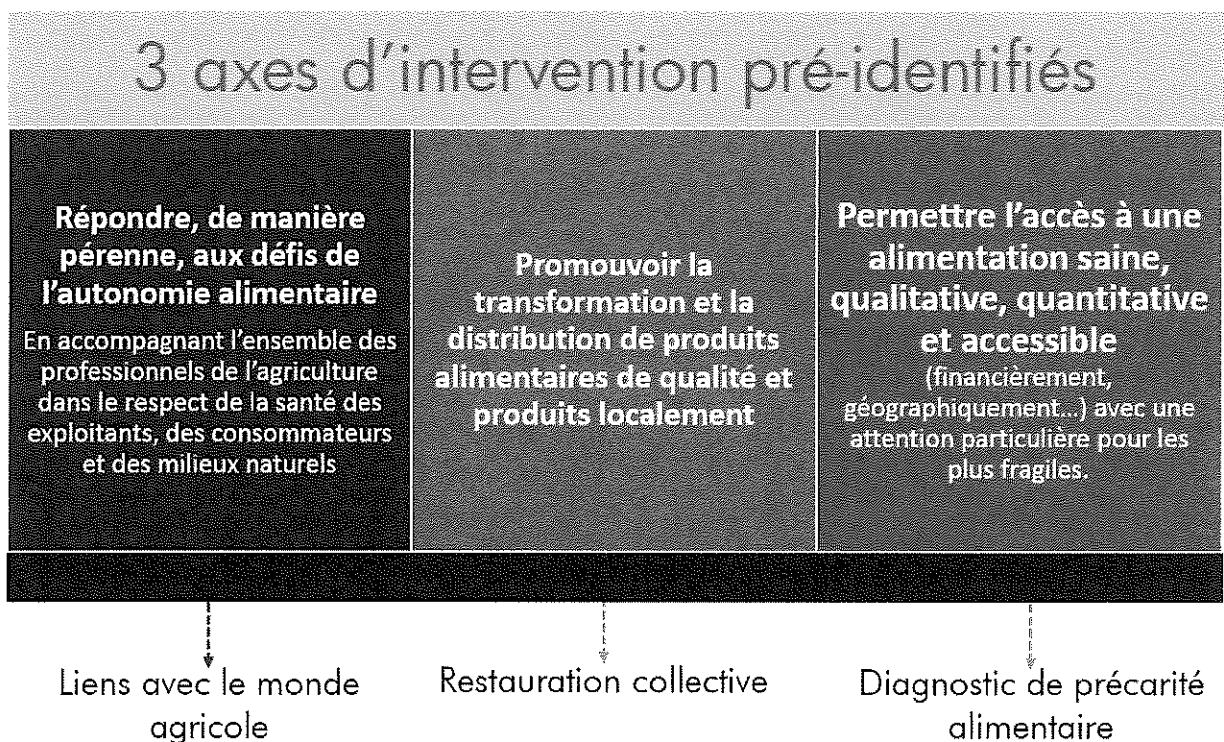 3 axes d'intervention pré-identifiés
Répondre, de manière
pérenne, aux défis de
l'autonomie alimentaire
En accompagnant l'ensemble des
professionnels de l'agriculture
dans le respect de la santé des
exploitants, des consommateurs
et des milieux naturels
Promouvoir la
transformation et la
distribution de produits
alimentaires de qualité et
produits localement
Permettre l'accès à une
alimentation saine,
qualitative, quantitative
et accessible
(financièrement,
géographiquement...) avec une
attention particulière pour les
plus fragiles.
Liens avec le monde
agricole
Restauration collective
Diagnostic de précarité
alimentaire